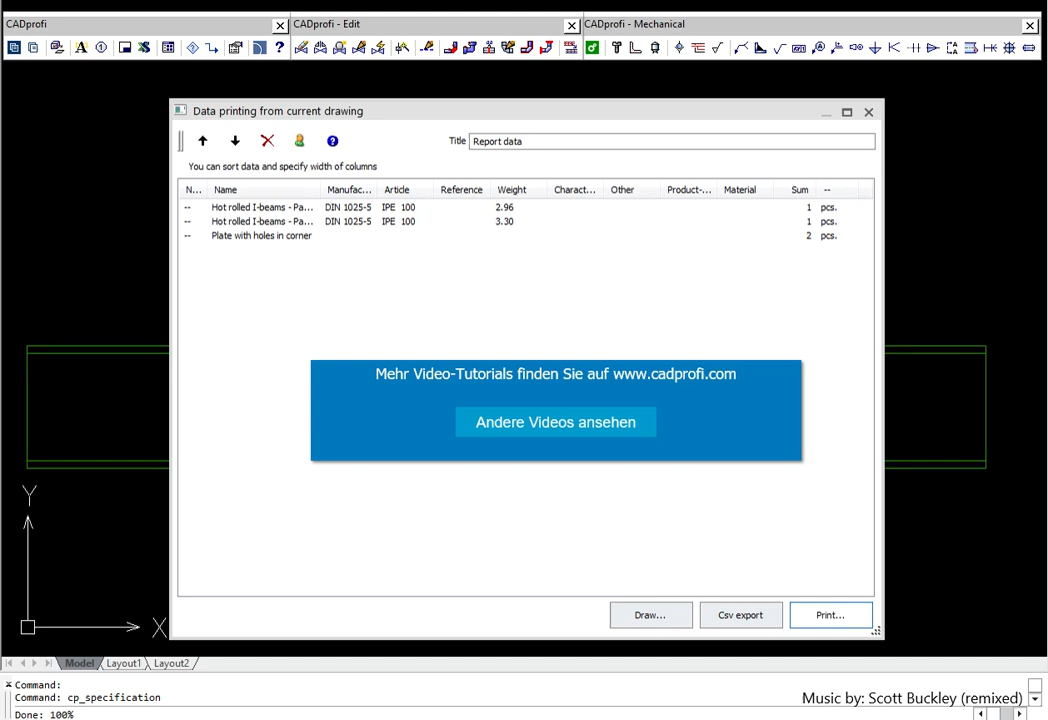 CADprofi
CADprofi - Edit
CADprofi - Mechanical
Data printing from current drawing
Title Report data
You can sort data and specify width of columns
N... Name Manufac... Article Reference Weight Charact... Other Product-... Material Sum --
-- Hot rolled I-beams - Pa... DIN 1025-5 IPE 100 2.96 1 pcs.
-- Hot rolled I-beams - Pa... DIN 1025-5 IPE 100 3.30 1 pcs.
-- Plate with holes in corner 2 pcs.
Mehr Video-Tutorials finden Sie auf www.cadprofi.com
Andere Videos ansehen
Y
X
Draw... Csv export Print...
Model Layout1 Layout2
Command:
Command: cp_specification
Done: 100%
Music by: Scott Buckley (remixed)